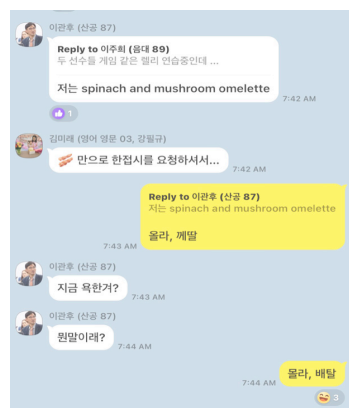 이관후 (산공 87)
Reply to 이주희 (음대 89)
두 선수들 게임 같은 랠리 연습중인데 ...
저는 spinach and mushroom omelette
7:42 AM
1
김미래 (영어 영문 03, 강필규)
🥓 만으로 한접시를 요청하셔서...
7:42 AM
Reply to 이관후 (산공 87)
저는 spinach and mushroom omelette
올라, 께딸
7:43 AM
이관후 (산공 87)
지금 욕한겨?
7:43 AM
이관후 (산공 87)
뭔말이래?
7:44 AM
몰라, 배탈
7:44 AM
3